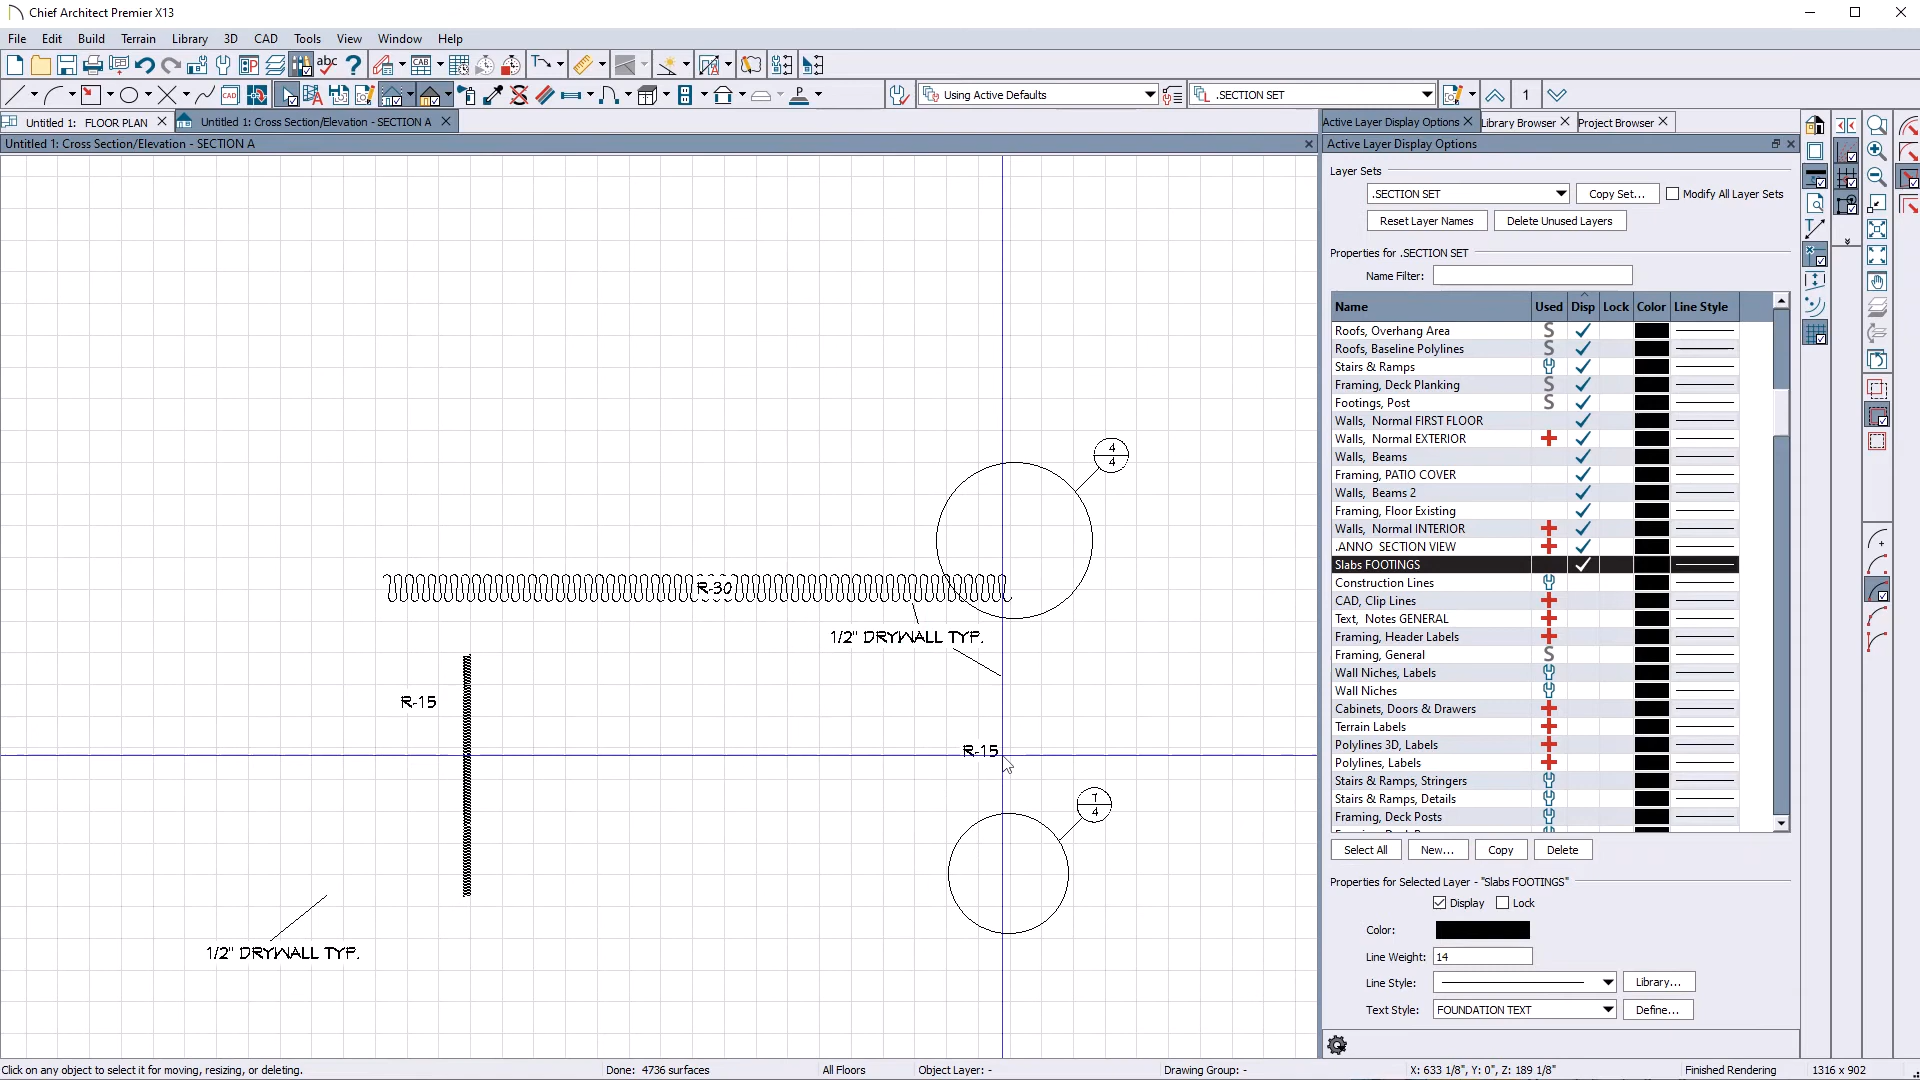 Chief Architect Premier X13
File Edit Build Terrain Library 3D CAD Tools View Window Help
CAB abc ?
CAD Using Active Defaults .SECTION SET 1
Untitled 1: FLOOR PLAN Untitled 1: Cross Section/Elevation - SECTION A
Untitled 1: Cross Section/Elevation - SECTION A
4
4
R-30
1/2" DRYWALL TYP.
R-15
R-15
7
4
1/2" DRYWALL TYP.
Active Layer Display Options Library Browser Project Browser
Active Layer Display Options
Layer Sets
.SECTION SET Copy Set... Modify All Layer Sets
Reset Layer Names Delete Unused Layers
Properties for .SECTION SET
Name Filter:
Name Used Disp Lock Color Line Style
Roofs, Overhang Area S
Roofs, Baseline Polylines S
Stairs & Ramps
Framing, Deck Planking S
Footings, Post S
Walls, Normal FIRST FLOOR
Walls, Normal EXTERIOR
Walls, Beams
Framing, PATIO COVER
Walls, Beams 2
Framing, Floor Existing
Walls, Normal INTERIOR
.ANNO SECTION VIEW
Slabs FOOTINGS
Construction Lines
CAD, Clip Lines
Text, Notes GENERAL
Framing, Header Labels
Framing, General S
Wall Niches, Labels
Wall Niches
Cabinets, Doors & Drawers
Terrain Labels
Polylines 3D, Labels
Polylines, Labels
Stairs & Ramps, Stringers
Stairs & Ramps, Details
Framing, Deck Posts
Select All New... Copy Delete
Properties for Selected Layer - "Slabs FOOTINGS"
Display Lock
Color:
Line Weight: 14
Line Style: Library...
Text Style: FOUNDATION TEXT Define...
Click on any object to select it for moving, resizing, or deleting. Done: 4736 surfaces All Floors Object Layer: - Drawing Group: - X: 633 1/8", Y: 0", Z: 189 1/8" Finished Rendering 1316 x 902